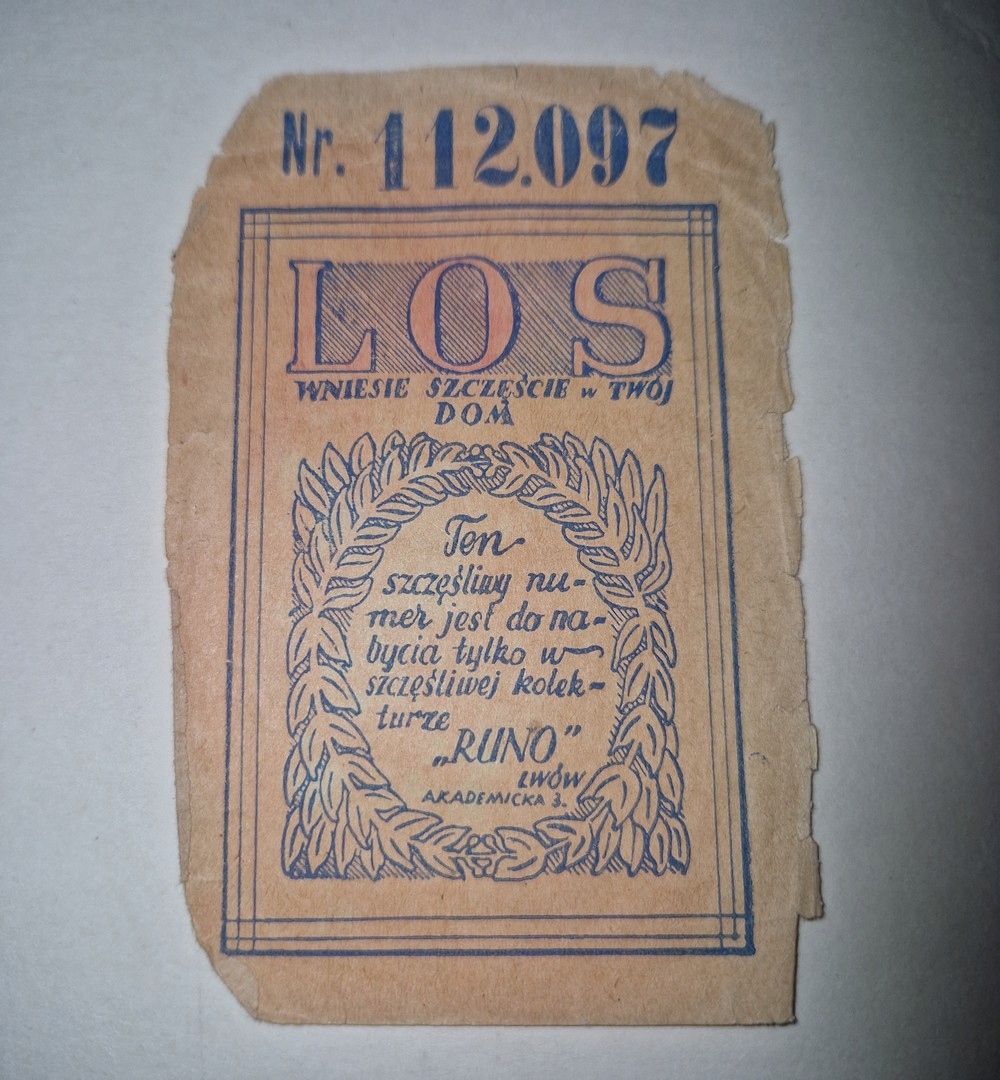 Nr. 112.097
LOS
WNIESIE SZCZĘŚCIE w TWÓJ
DOM
Ten
szczęśliwy nu-
mer jest do na-
bycia tylko w
szczęśliwej kolek-
turze
„RUNO”
LWÓW
AKADEMICKA 3.